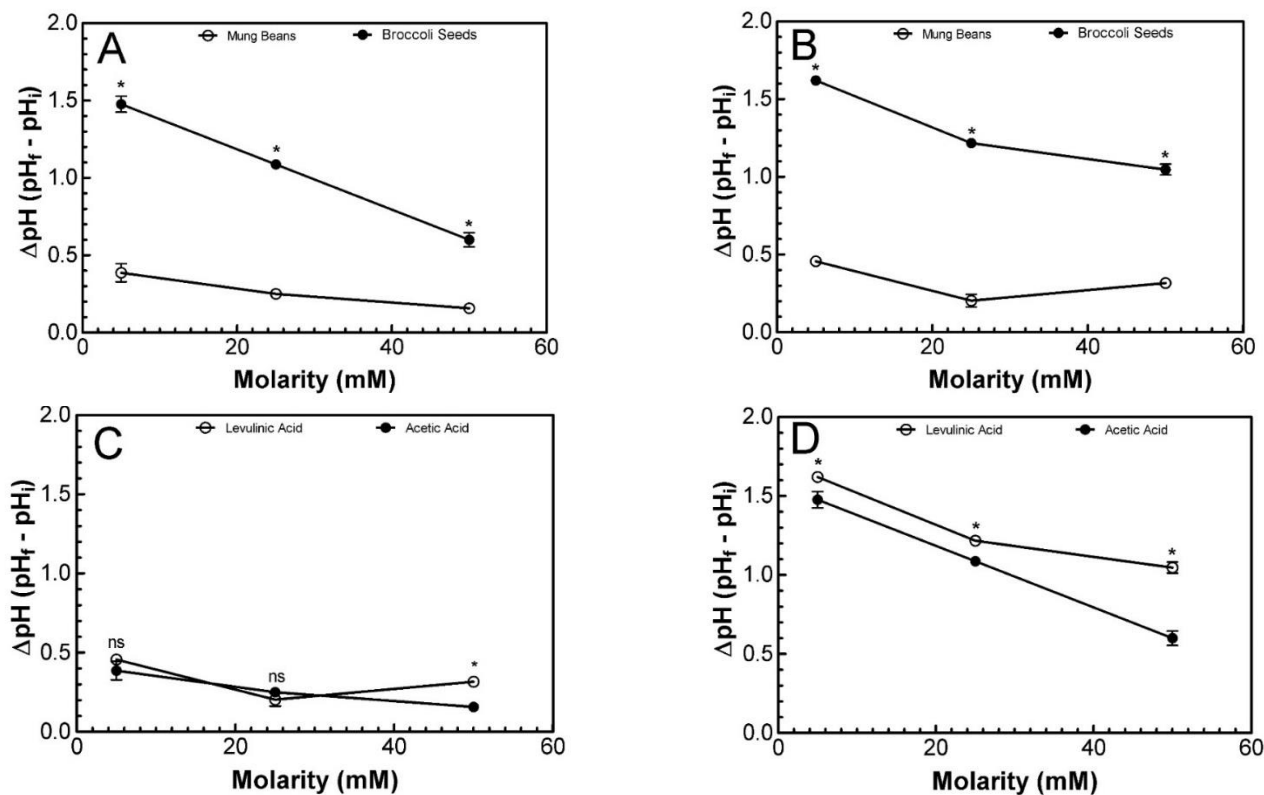 A
Mung Beans
Broccoli Seeds
2.0
1.5
1.0
0.5
0.0
ΔpH (pHf - pHi)
*
*
*
0
20
40
60
Molarity (mM)
B
Mung Beans
Broccoli Seeds
2.0
1.5
1.0
0.5
0.0
ΔpH (pHf - pHi)
*
*
*
0
20
40
60
Molarity (mM)
C
Levulinic Acid
Acetic Acid
2.0
1.5
1.0
0.5
0.0
ΔpH (pHf - pHi)
ns
ns
*
0
20
40
60
Molarity (mM)
D
Levulinic Acid
Acetic Acid
2.0
1.5
1.0
0.5
0.0
ΔpH (pHf - pHi)
*
*
*
0
20
40
60
Molarity (mM)